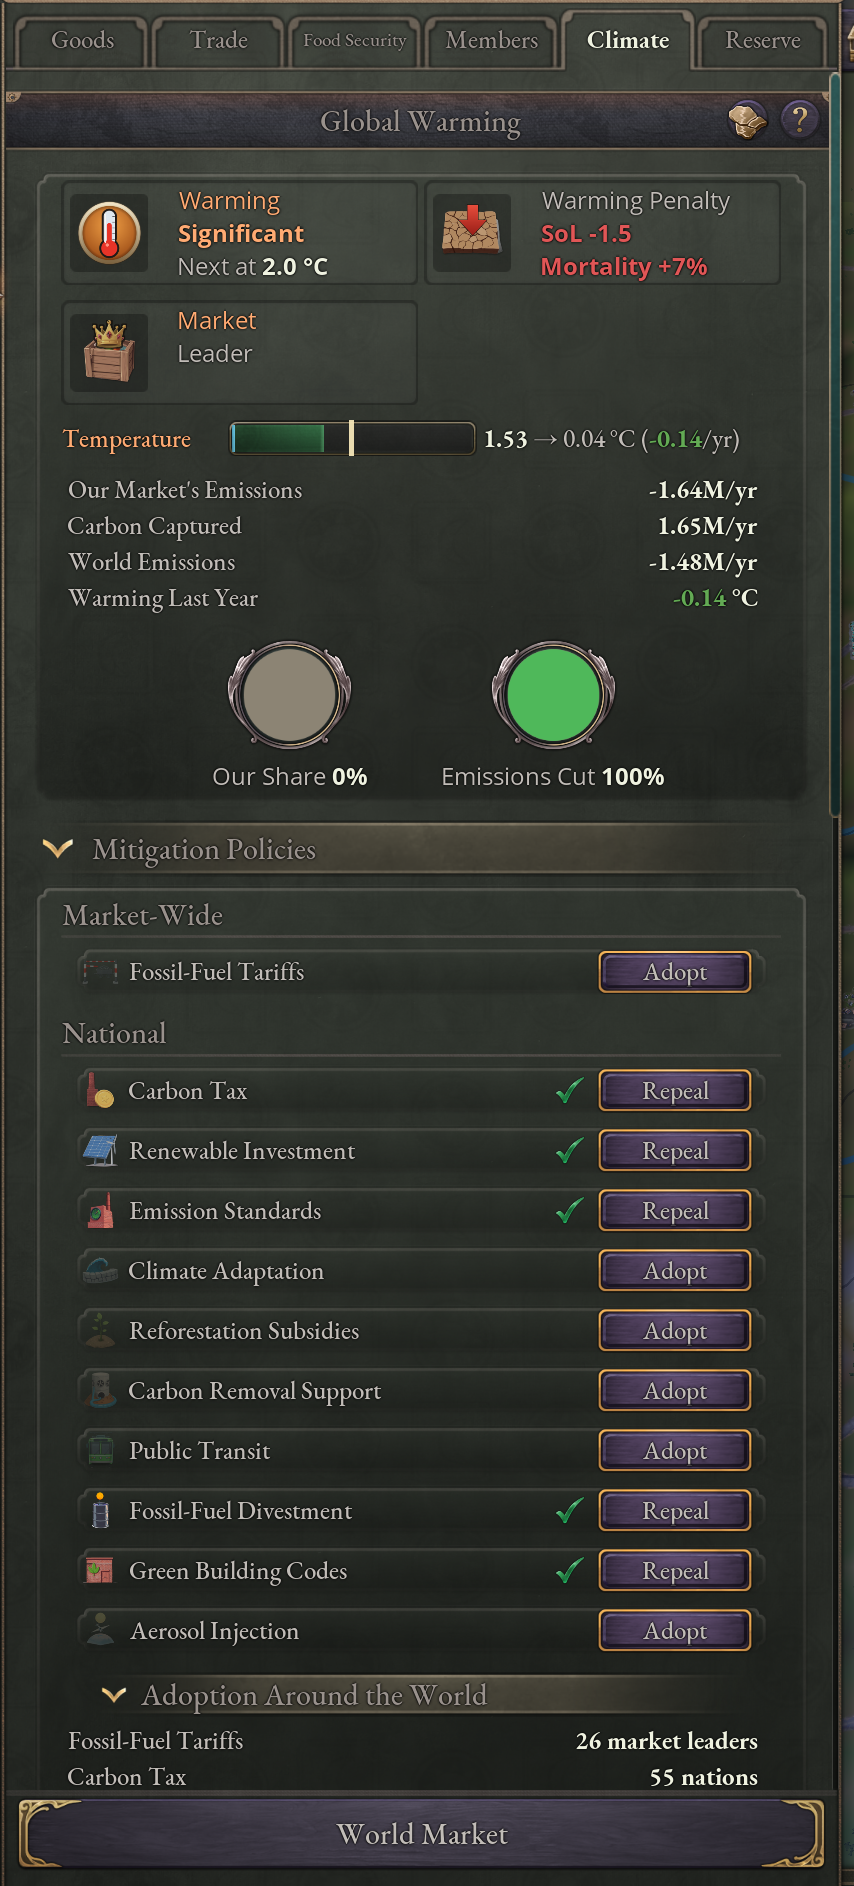 Goods Trade Food Security Members Climate Reserve
Global Warming
?
Warming
Significant
Next at 2.0 °C
Warming Penalty
SoL -1.5
Mortality +7%
Market
Leader
Temperature 1.53 → 0.04 °C (-0.14/yr)
Our Market's Emissions -1.64M/yr
Carbon Captured 1.65M/yr
World Emissions -1.48M/yr
Warming Last Year -0.14 °C
Our Share 0% Emissions Cut 100%
Mitigation Policies
Market-Wide
Fossil-Fuel Tariffs Adopt
National
Carbon Tax Repeal
Renewable Investment Repeal
Emission Standards Repeal
Climate Adaptation Adopt
Reforestation Subsidies Adopt
Carbon Removal Support Adopt
Public Transit Adopt
Fossil-Fuel Divestment Repeal
Green Building Codes Repeal
Aerosol Injection Adopt
Adoption Around the World
Fossil-Fuel Tariffs 26 market leaders
Carbon Tax 55 nations
World Market